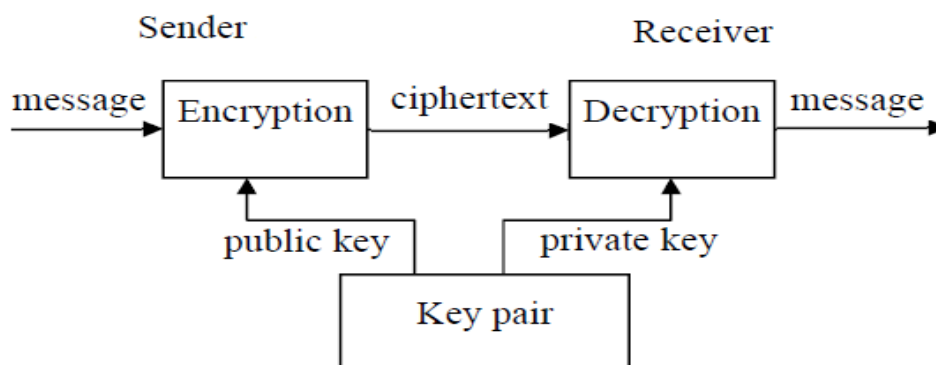 Sender
Receiver
message
Encryption
ciphertext
Decryption
message
public key
private key
Key pair